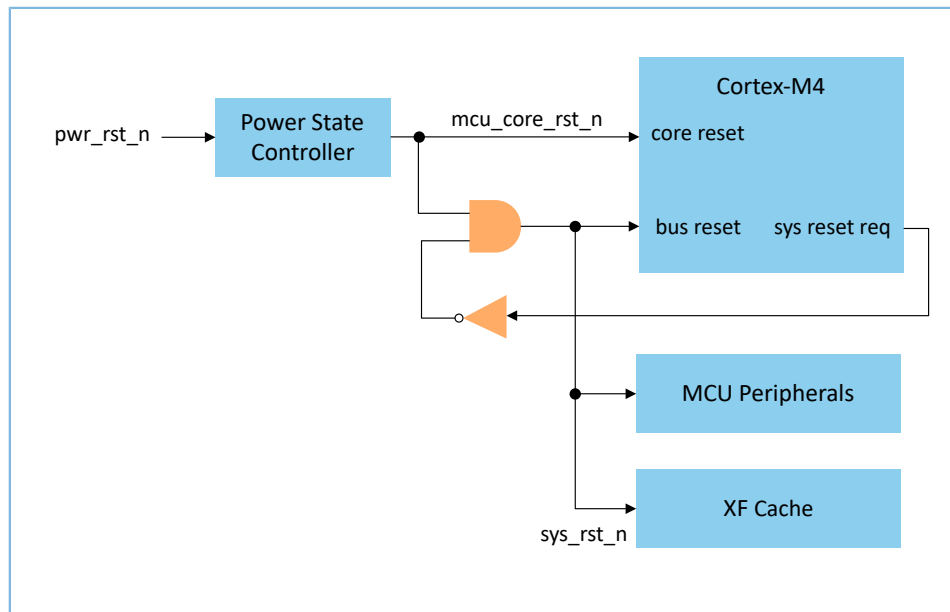 Cortex-M4
pwr_rst_n
Power State
Controller
mcu_core_rst_n
core reset
bus reset
sys reset req
MCU Peripherals
XF Cache
sys_rst_n